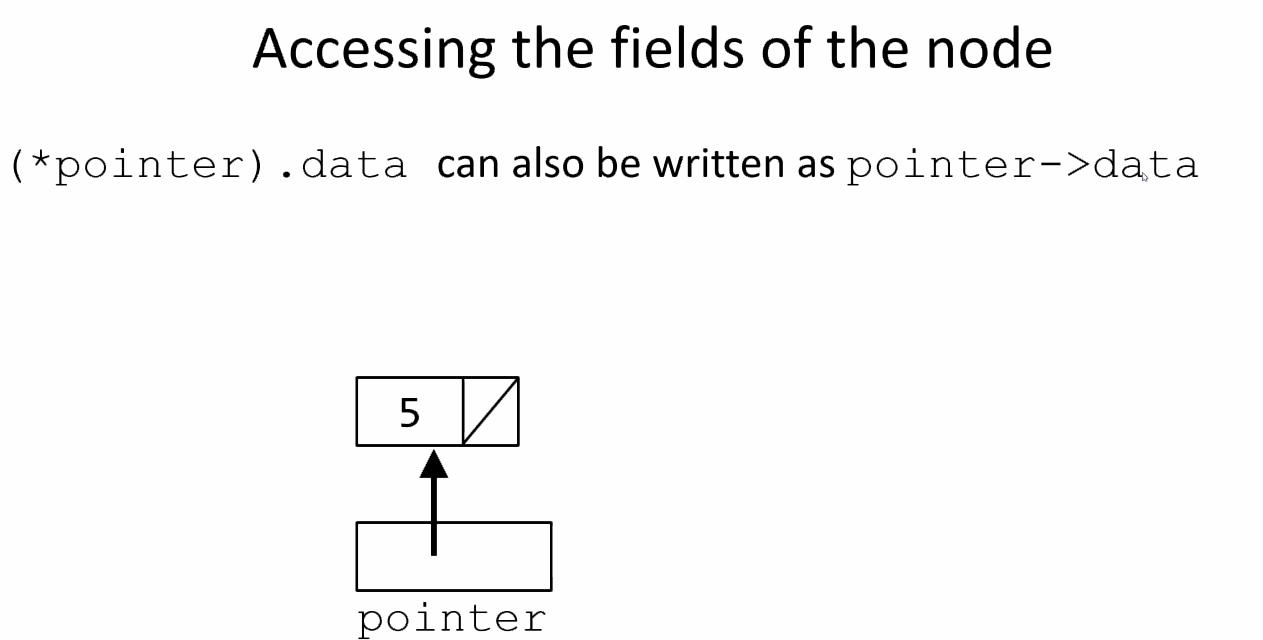 Accessing the fields of the node
(*pointer).data can also be written as pointer->data
5
pointer